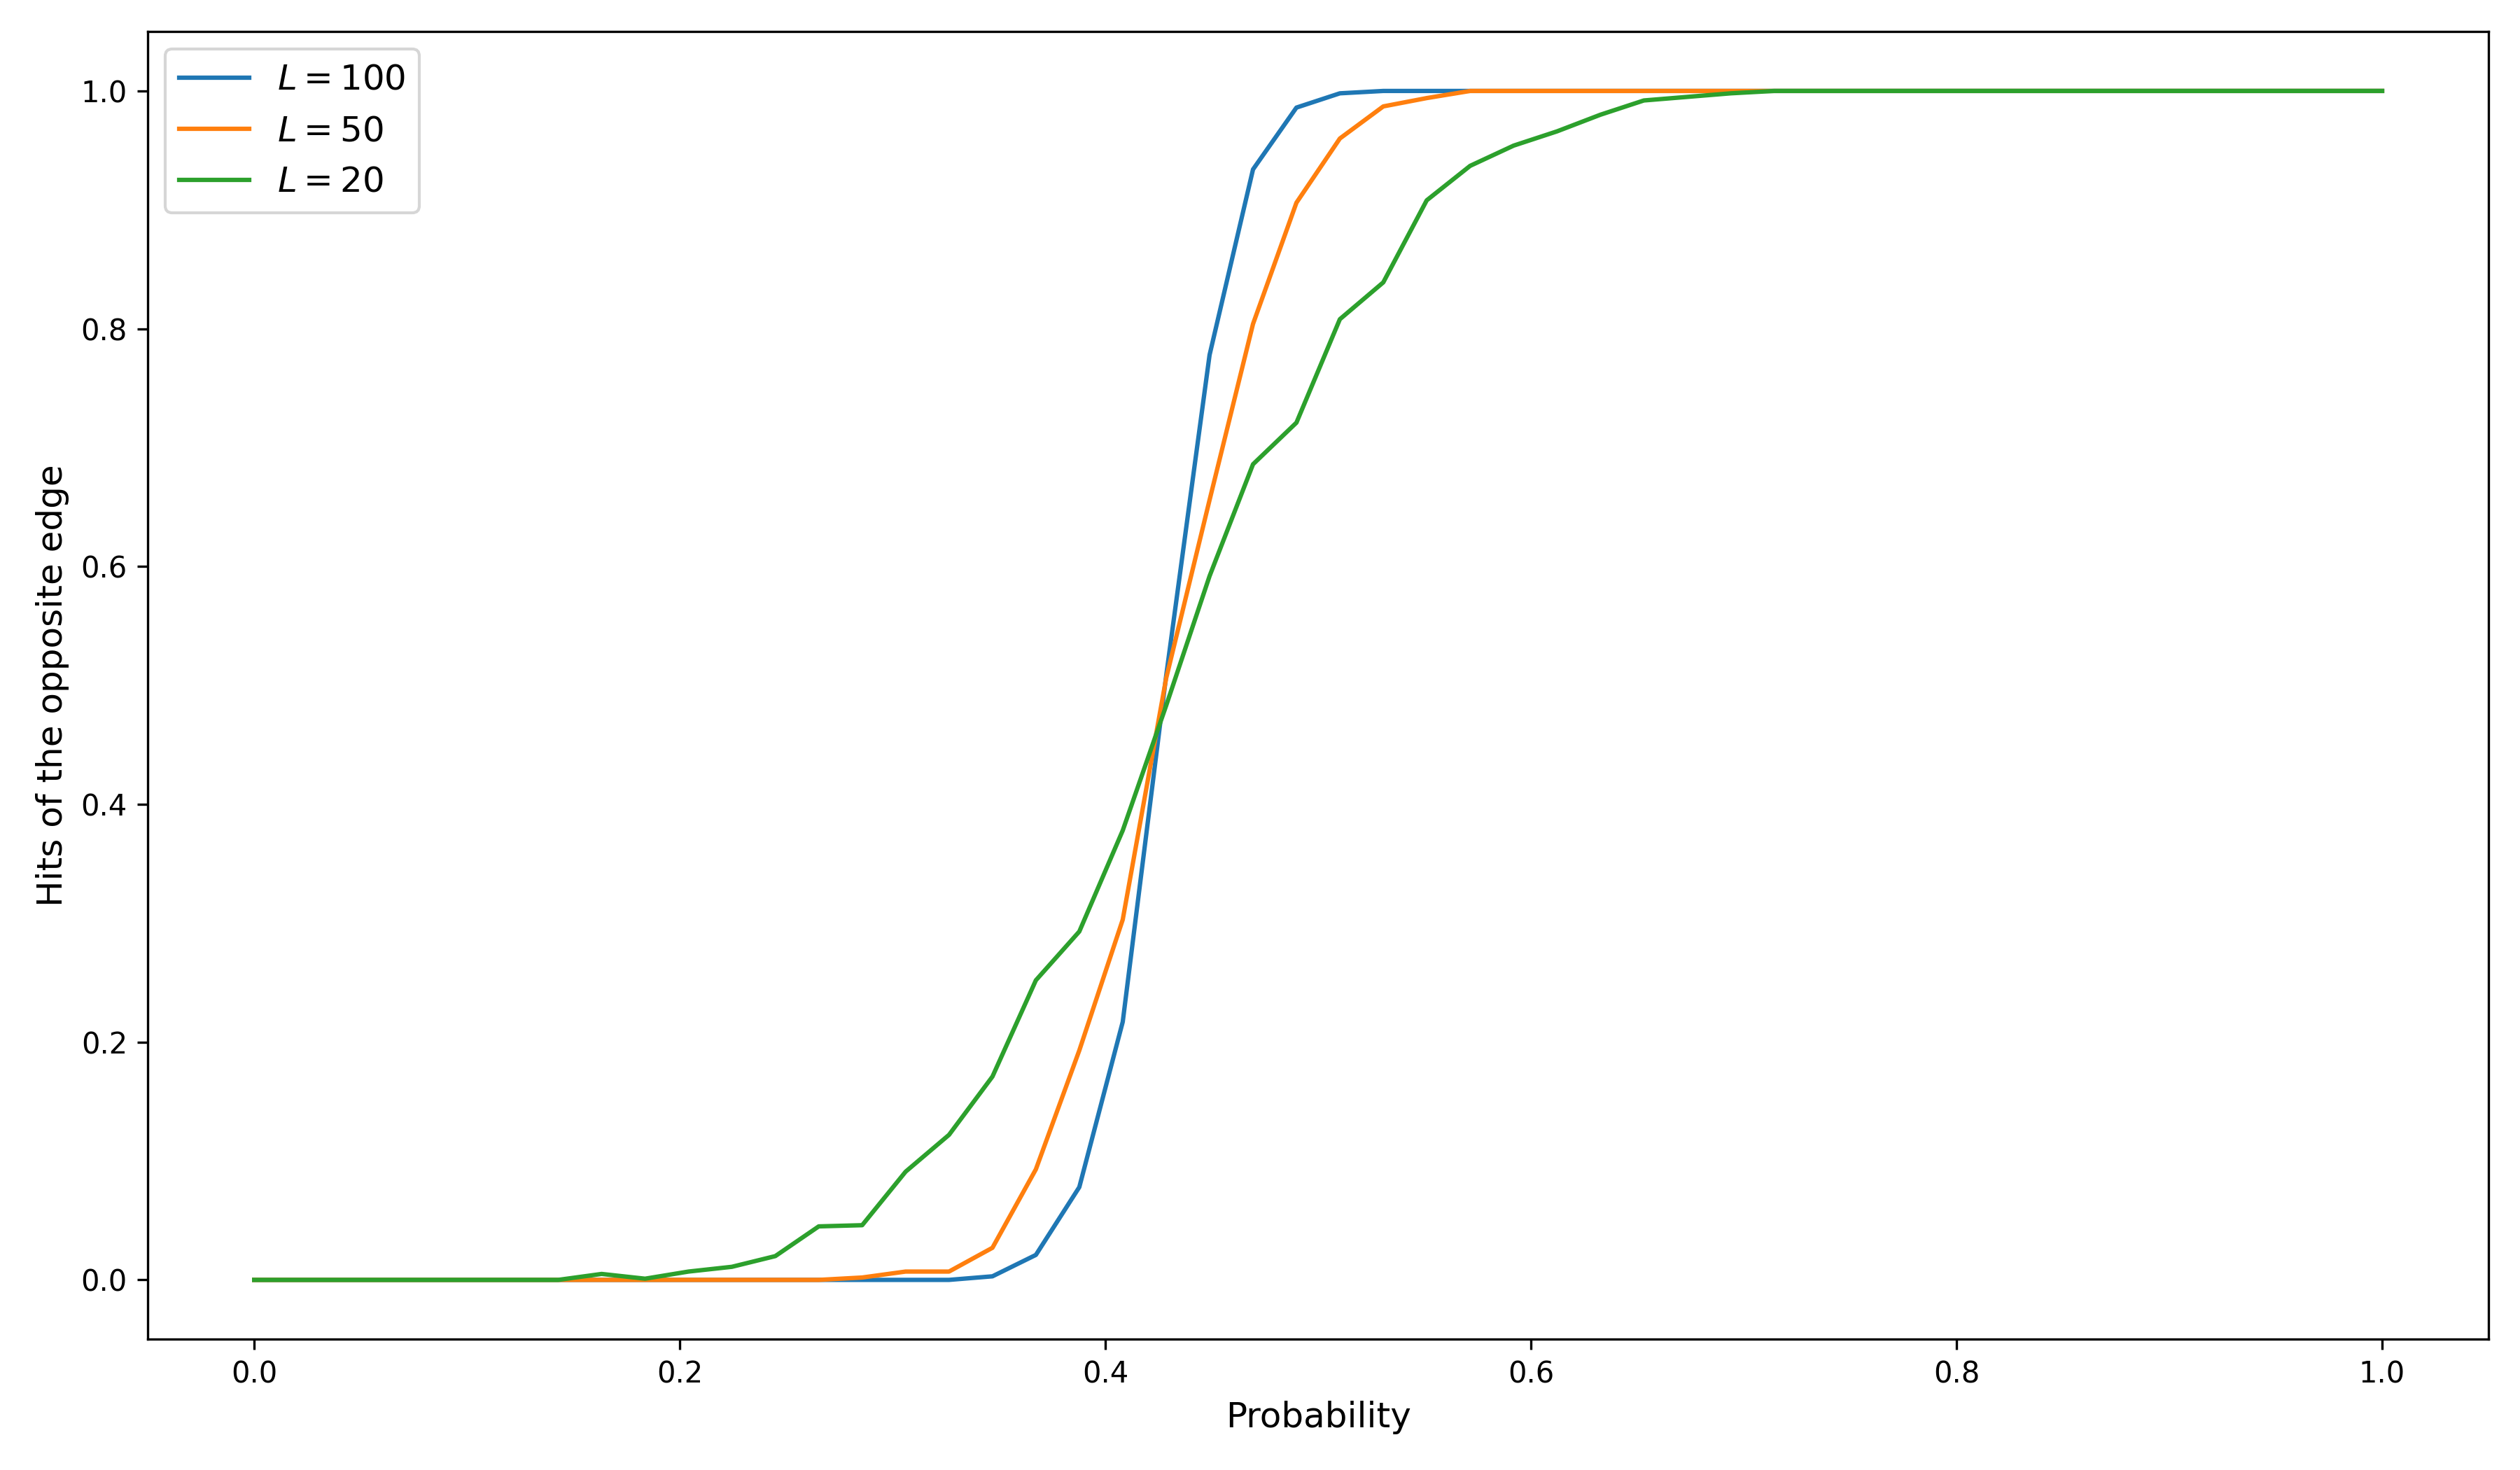 L = 100
L = 50
L = 20
1.0
0.8
0.6
0.4
0.2
0.0
Hits of the opposite edge
0.0 0.2 0.4 0.6 0.8 1.0
Probability